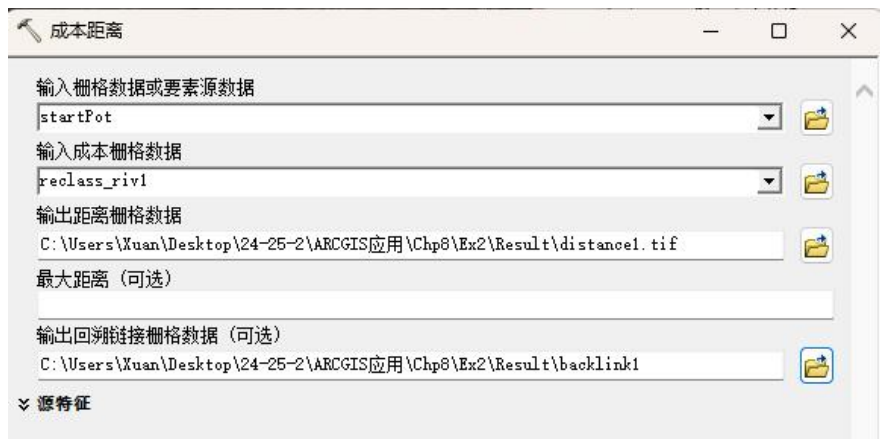 成本距离
输入栅格数据或要素源数据
startPot
输入成本栅格数据
reclass_riv1
输出距离栅格数据
C:\Users\Xuan\Desktop\24-25-2\ARCGIS应用\Chp8\Ex2\Result\distance1.tif
最大距离（可选）
输出回溯链接栅格数据（可选）
C:\Users\Xuan\Desktop\24-25-2\ARCGIS应用\Chp8\Ex2\Result\backlink1
源特征